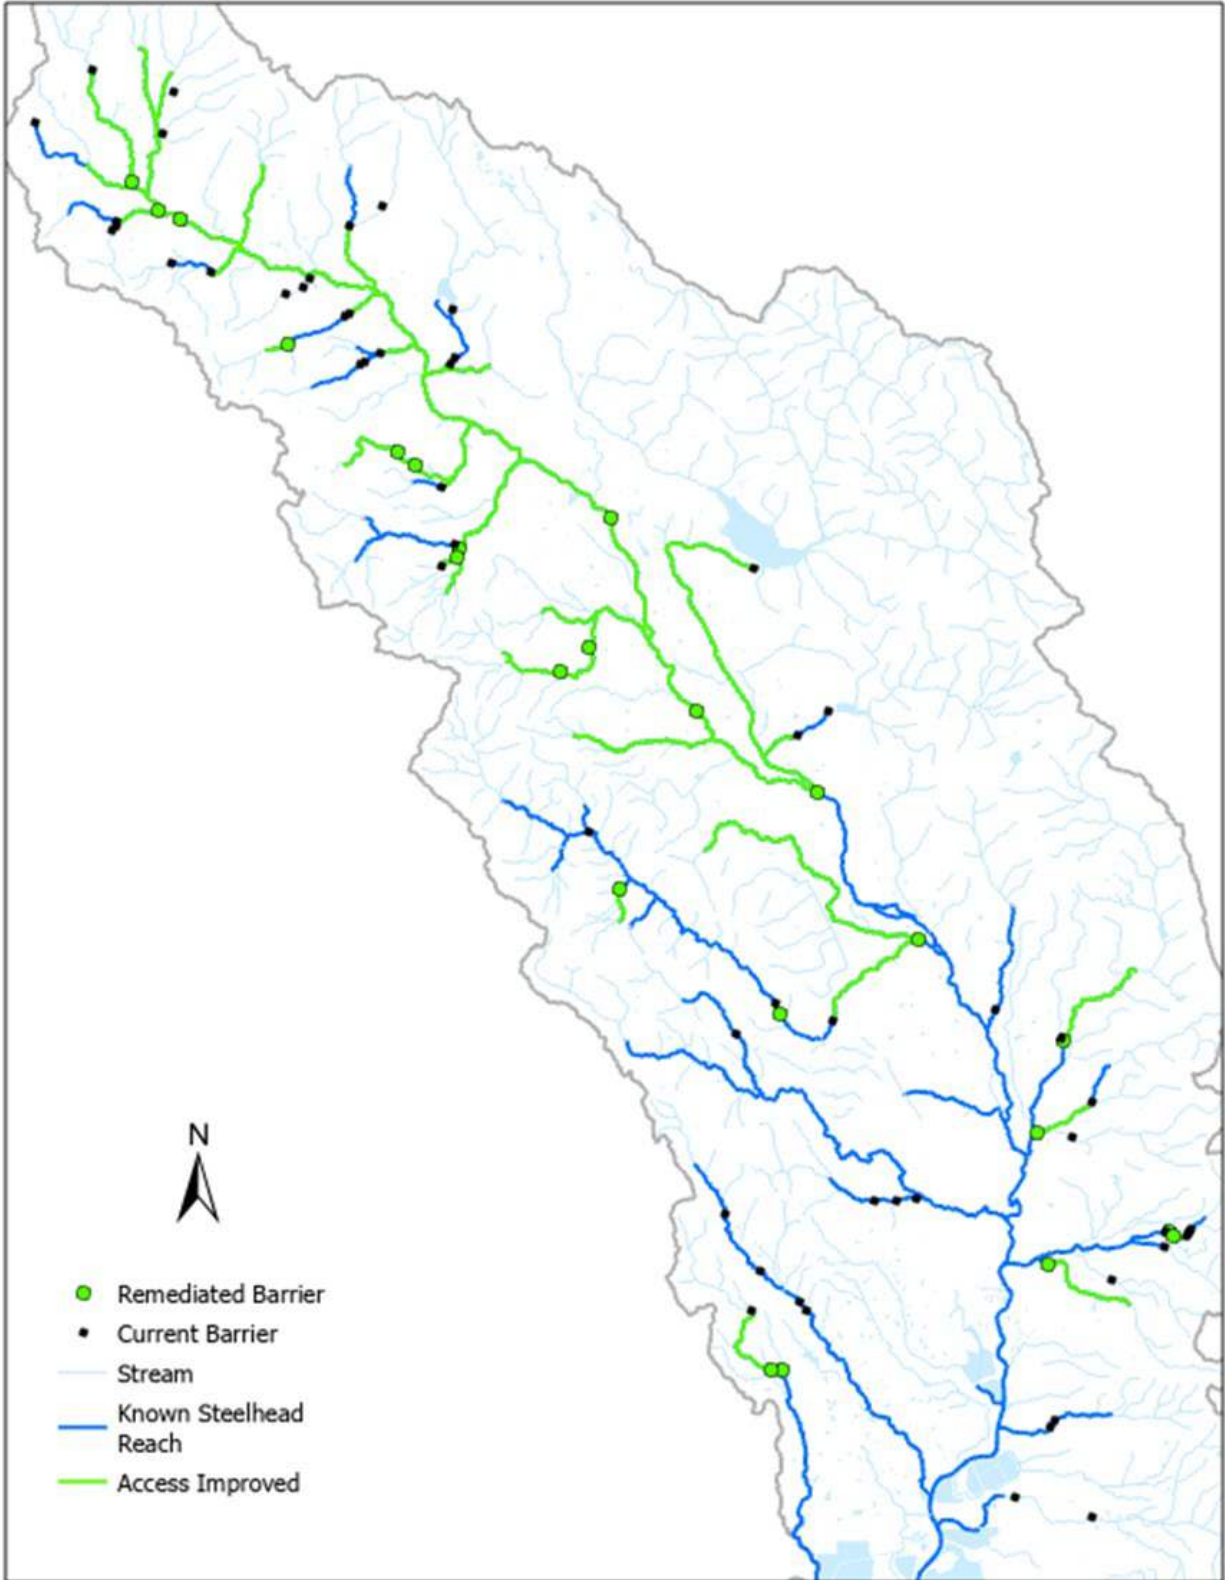 N
Remediated Barrier
Current Barrier
Stream
Known Steelhead
Reach
Access Improved